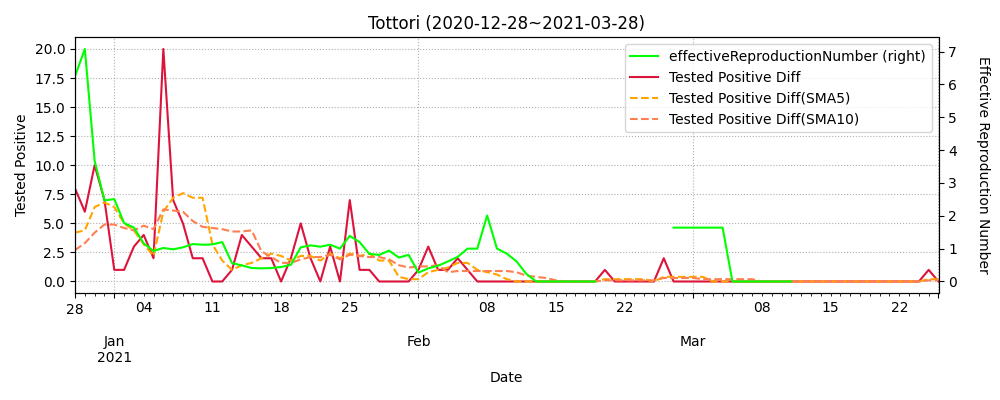 Tottori (2020-12-28~2021-03-28)
20.0
17.5
15.0
12.5
10.0
7.5
5.0
2.5
0.0
Tested Positive
effectiveReproductionNumber (right)
Tested Positive Diff
Tested Positive Diff(SMA5)
Tested Positive Diff(SMA10)
7
6
5
4
3
2
1
0
Effective Reproduction Number
28 04 11 18 25 08 15 22 08 15 22
Jan Feb Mar
2021
Date